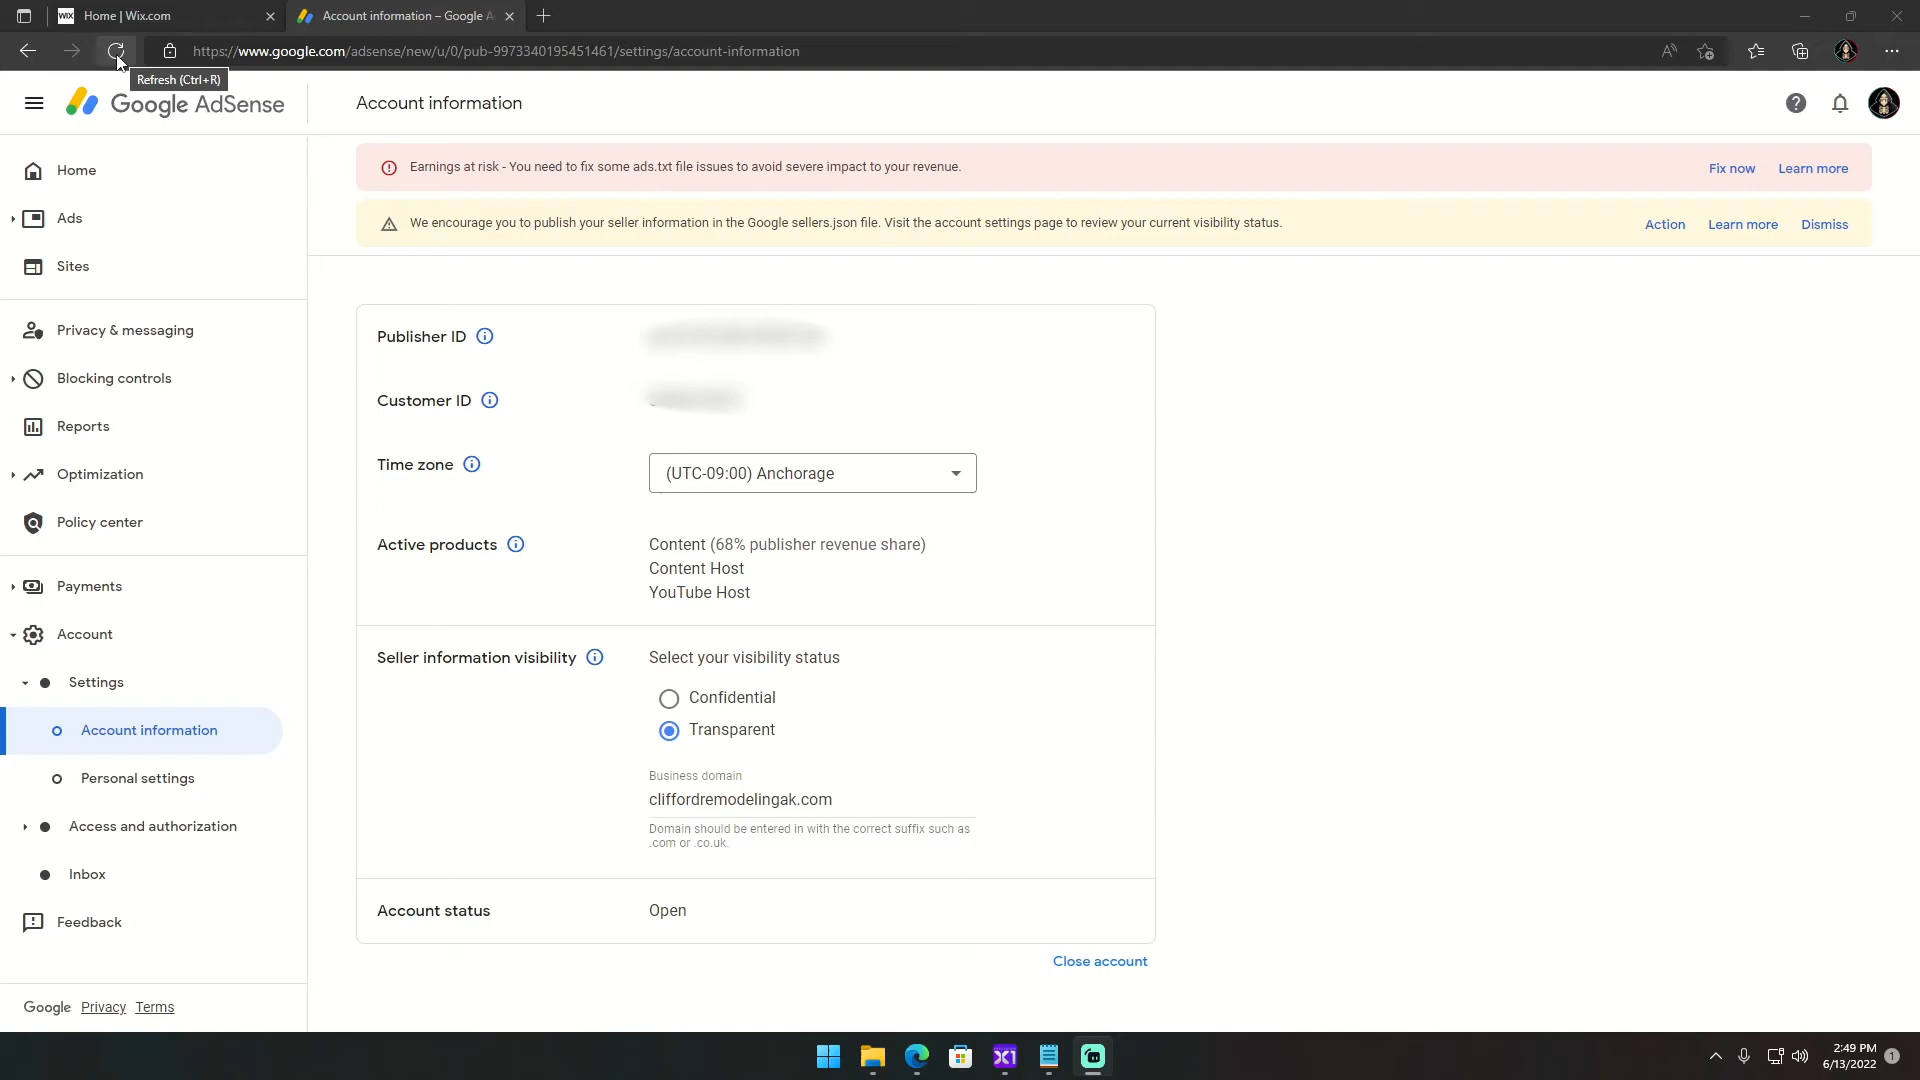 Home | Wix.com
Account information – Google A
https://www.google.com/adsense/new/u/0/pub-9973340195451461/settings/account-information
Refresh (Ctrl+R)
Google AdSense
Account information
Earnings at risk - You need to fix some ads.txt file issues to avoid severe impact to your revenue.
Fix now
Learn more
We encourage you to publish your seller information in the Google sellers.json file. Visit the account settings page to review your current visibility status.
Action
Learn more
Dismiss
Home
Ads
Sites
Privacy & messaging
Blocking controls
Reports
Optimization
Policy center
Payments
Account
Settings
Account information
Personal settings
Access and authorization
Inbox
Feedback
Google Privacy Terms
Publisher ID
Customer ID
Time zone
(UTC-09:00) Anchorage
Active products
Content (68% publisher revenue share)
Content Host
YouTube Host
Seller information visibility
Select your visibility status
Confidential
Transparent
Business domain
cliffordremodelingak.com
Domain should be entered in with the correct suffix such as
.com or .co.uk.
Account status
Open
Close account
2:49 PM
6/13/2022
1